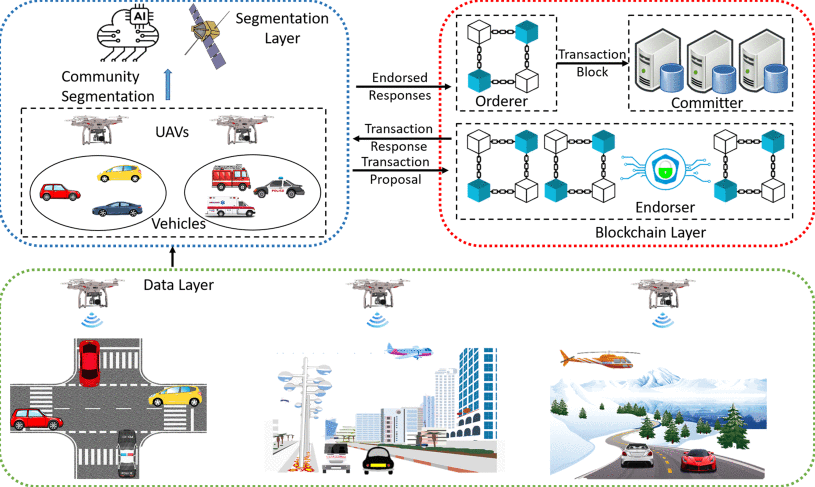 Segmentation
Layer
AI
Community
Segmentation
UAVs
Vehicles
Endorsed
Responses
Transaction
Response
Transaction
Proposal
Orderer
Transaction
Block
Committer
Endorser
Blockchain Layer
Data Layer
POLICE